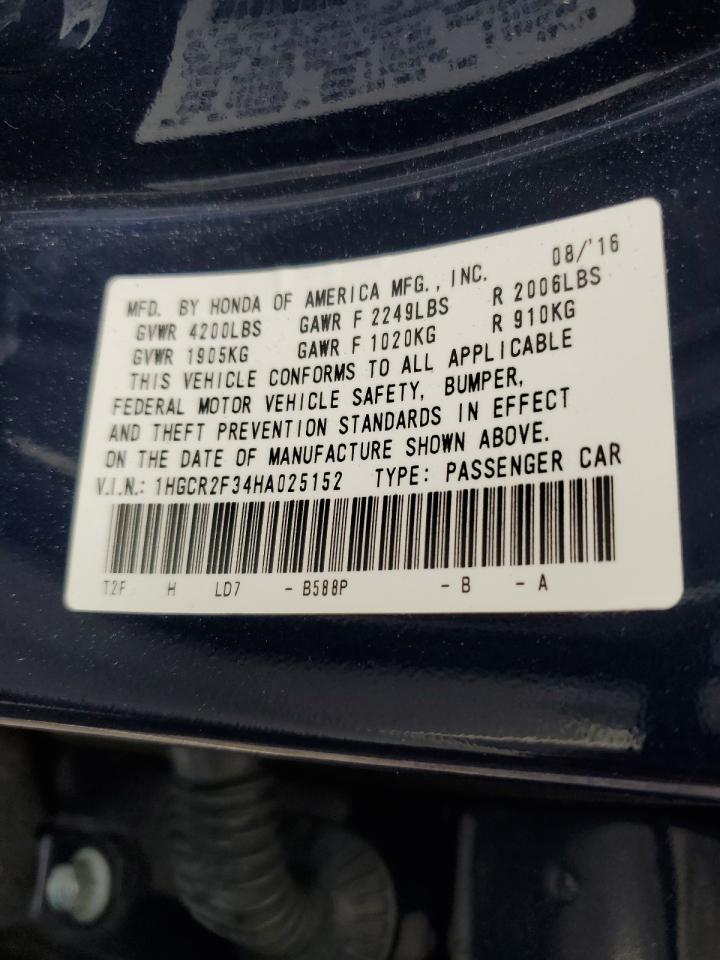 MFD. BY HONDA OF AMERICA MFG., INC. 08/'16
GVWR 4200LBS GAWR F 2249LBS R 2006LBS
GVWR 1905KG GAWR F 1020KG R 910KG
THIS VEHICLE CONFORMS TO ALL APPLICABLE
FEDERAL MOTOR VEHICLE SAFETY, BUMPER,
AND THEFT PREVENTION STANDARDS IN EFFECT
ON THE DATE OF MANUFACTURE SHOWN ABOVE.
V.I.N.: 1HGCR2F34HA025152 TYPE: PASSENGER CAR
T2F H LD7 - B588P - B - A